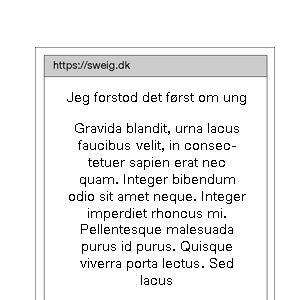 https://sweig.dk
Jeg forstod det først om ung
Gravida blandit, urna lacus
faucibus velit, in consec-
tetuer sapien erat nec
quam. Integer bibendum
odio sit amet neque. Integer
imperdiet rhoncus mi.
Pellentesque malesuada
purus id purus. Quisque
viverra porta lectus. Sed
lacus